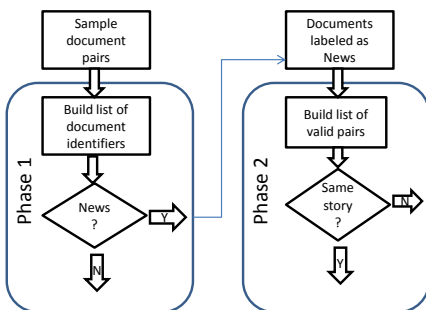 Sample
document
pairs
Phase 1
Build list of
document
identifiers
News
?
Y
N
Documents
labeled as
News
Phase 2
Build list of
valid pairs
Same
story
?
N
Y